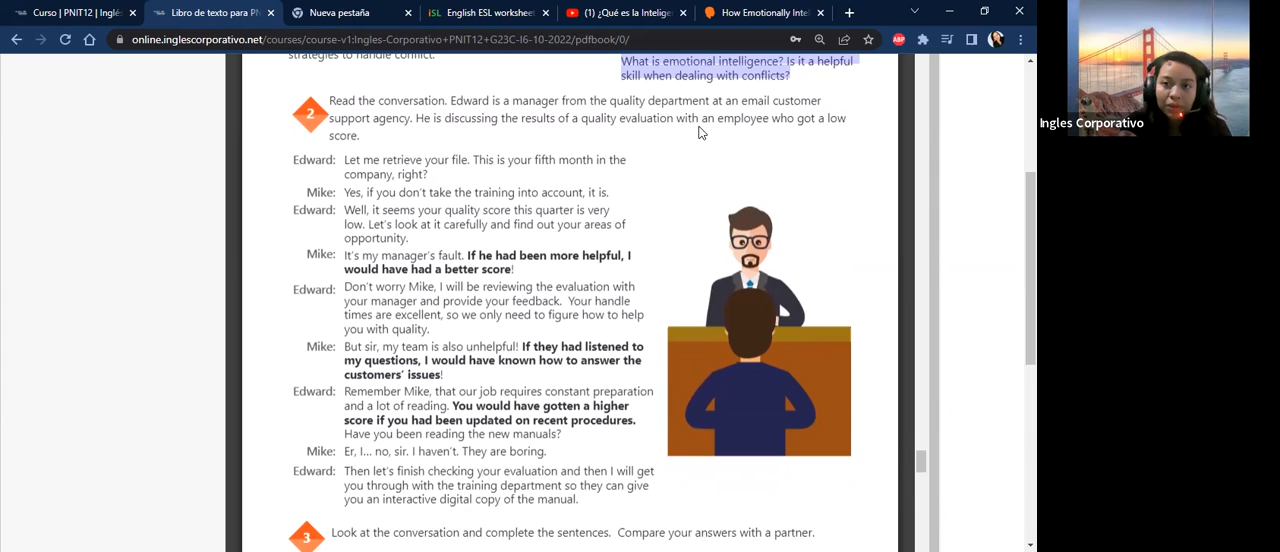 Curso | PNIT12 | Inglés
Libro de texto para PN
Nueva pestaña
iSL English ESL worksheet
(1) ¿Qué es la Intelige
How Emotionally Inte
online.inglescorporativo.net/courses/course-v1:Ingles-Corporativo+PNIT12+G23C-I6-10-2022/pdfbook/0/
ABP
strategies to handle conflict.
What is emotional intelligence? Is it a helpful
skill when dealing with conflicts?
2
Read the conversation. Edward is a manager from the quality department at an email customer
support agency. He is discussing the results of a quality evaluation with an employee who got a low
score.
Edward: Let me retrieve your file. This is your fifth month in the
company, right?
Mike: Yes, if you don't take the training into account, it is.
Edward: Well, it seems your quality score this quarter is very
low. Let's look at it carefully and find out your areas of
opportunity.
Mike: It's my manager's fault. If he had been more helpful, I
would have had a better score!
Edward: Don't worry Mike, I will be reviewing the evaluation with
your manager and provide your feedback. Your handle
times are excellent, so we only need to figure how to help
you with quality.
Mike: But sir, my team is also unhelpful! If they had listened to
my questions, I would have known how to answer the
customers' issues!
Edward: Remember Mike, that our job requires constant preparation
and a lot of reading. You would have gotten a higher
score if you had been updated on recent procedures.
Have you been reading the new manuals?
Mike: Er, I... no, sir. I haven't. They are boring.
Edward: Then let's finish checking your evaluation and then I will get
you through with the training department so they can give
you an interactive digital copy of the manual.
3
Look at the conversation and complete the sentences. Compare your answers with a partner.
Ingles Corporativo